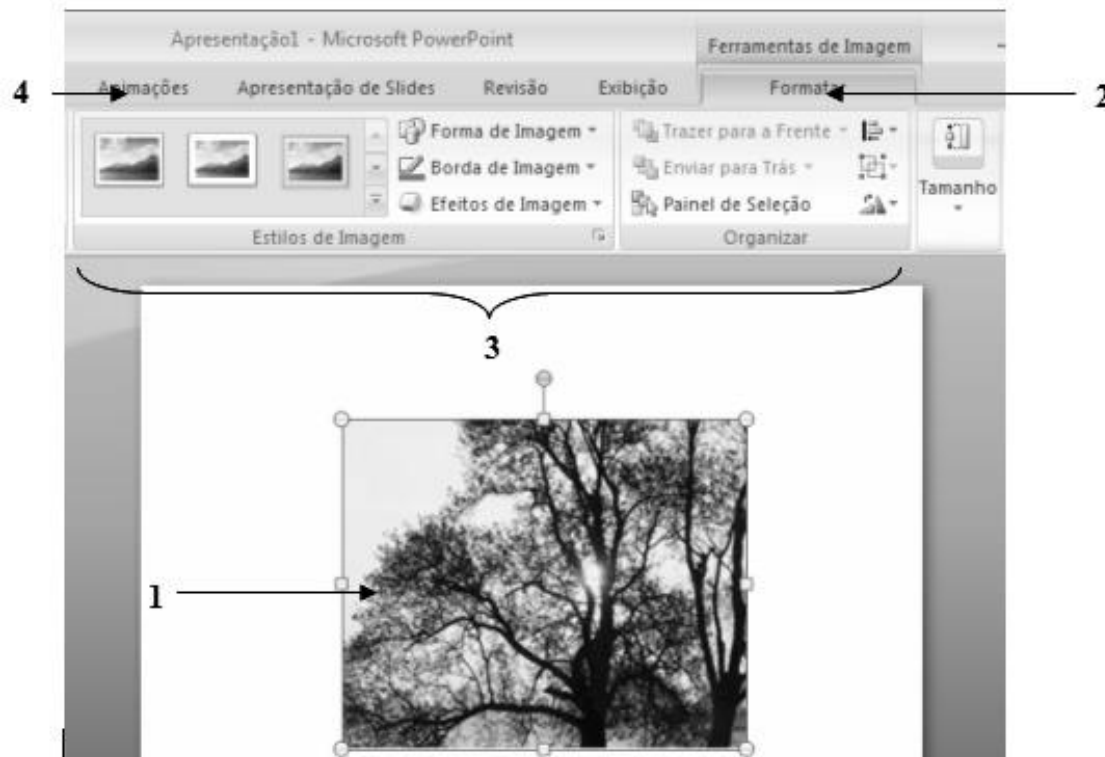 Apresentação1 - Microsoft PowerPoint
Ferramentas de Imagem
4
Animações Apresentação de Slides Revisão Exibição Formatar
2
Forma de Imagem
Trazer para a Frente
Borda de Imagem
Enviar para Trás
Tamanho
Efeitos de Imagem
Painel de Seleção
Estilos de Imagem
Organizar
3
1